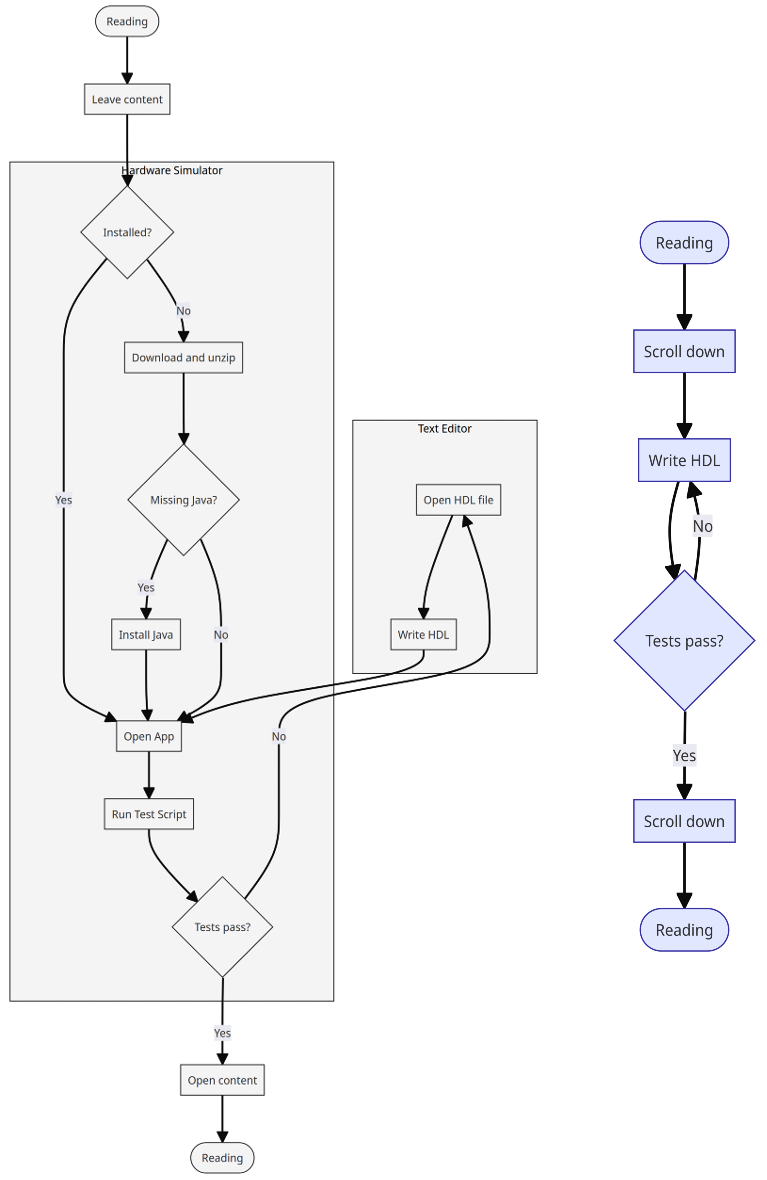 Reading
Leave content
Hardware Simulator
Installed?
No
Download and unzip
Missing Java?
Yes
Yes
Install Java
No
Open App
Run Test Script
Tests pass?
No
Yes
Open content
Reading
Text Editor
Open HDL file
Write HDL
Reading
Scroll down
Write HDL
No
Tests pass?
Yes
Scroll down
Reading